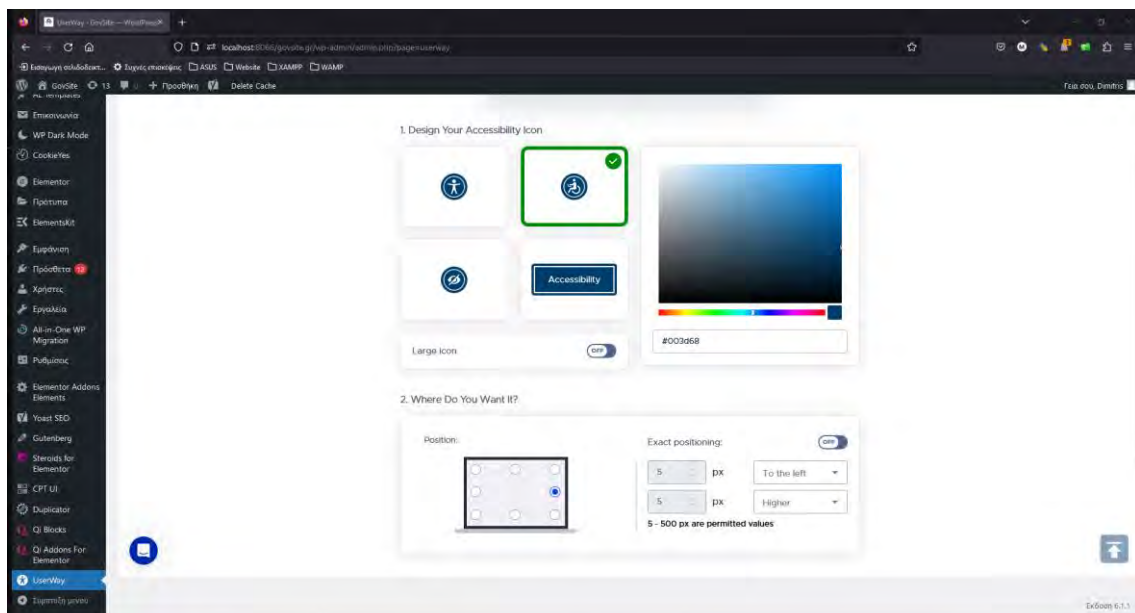 UserWay - GovSite — WordPress
localhost:8086/govsite.gr/wp-admin/admin.php?page=userway
Συχνές επισκέψεις ASUS Website XAMPP WAMP
GovSite 13 0 Προσθήκη Delete Cache
Γεια σου, Dimitris
AE Templates
Επικοινωνία
WP Dark Mode
CookieYes
Elementor
Πρότυπα
ElementsKit
Εμφάνιση
Πρόσθετα 12
Χρήστες
Εργαλεία
All-in-One WP
Migration
Ρυθμίσεις
Elementor Addons
Elements
Yoast SEO
Gutenberg
Steroids for
Elementor
CPT UI
Duplicator
Qi Blocks
Qi Addons For
Elementor
UserWay
Σύμπτυξη μενού
1. Design Your Accessibility Icon
Accessibility
Large icon
OFF
#003d68
2. Where Do You Want It?
Position:
Exact positioning:
OFF
5 px To the left
5 px Higher
5 - 500 px are permitted values
Έκδοση 6.1.1